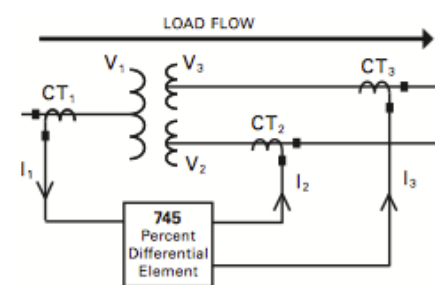 LOAD FLOW
V1
V3
CT3
CT1
CT2
V2
I1
I2
I3
745
Percent
Differential
Element